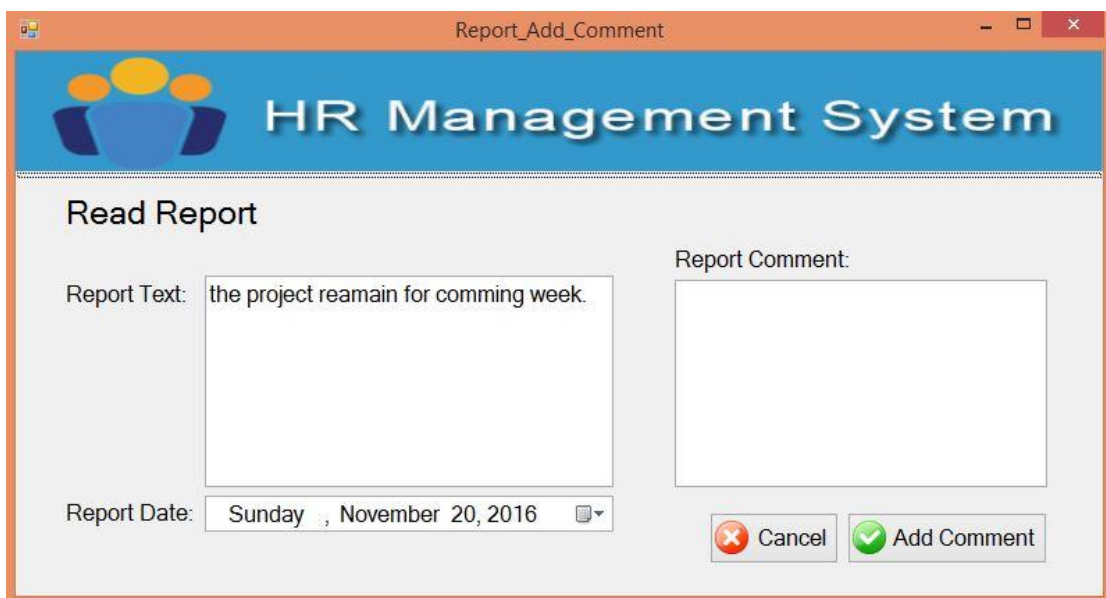 Report_Add_Comment
HR Management System
Read Report
Report Text:
the project reamain for comming week.
Report Date:
Sunday , November 20, 2016
Report Comment:
Cancel
Add Comment